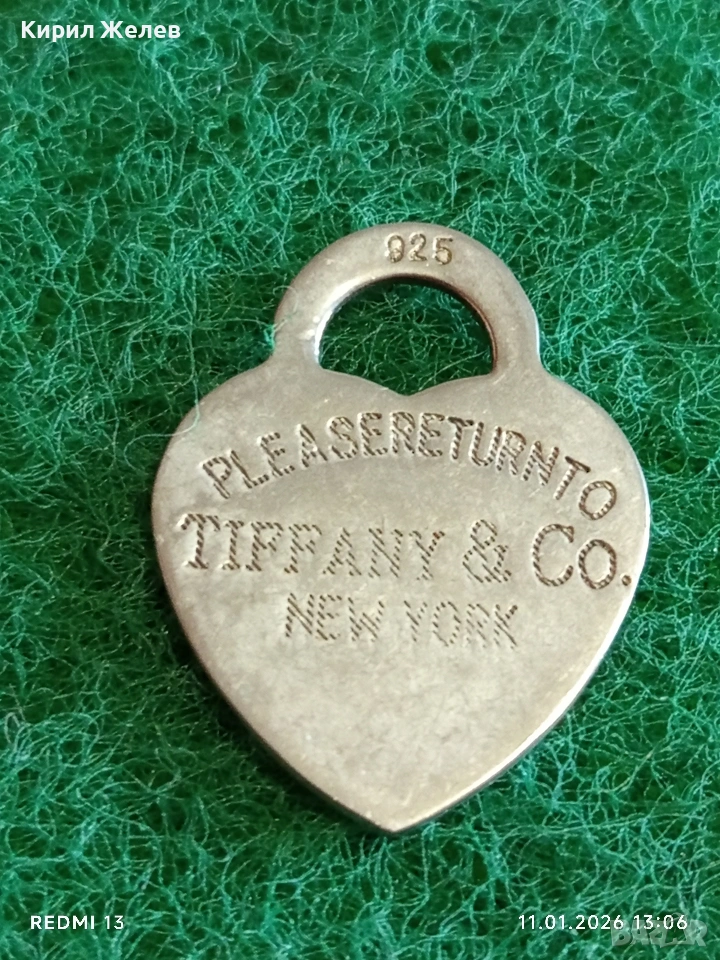 Кирил Желев
925
PLEASERETURNTO
TIFFANY & Co.
NEW YORK
REDMI 13
11.01.2026 13:06